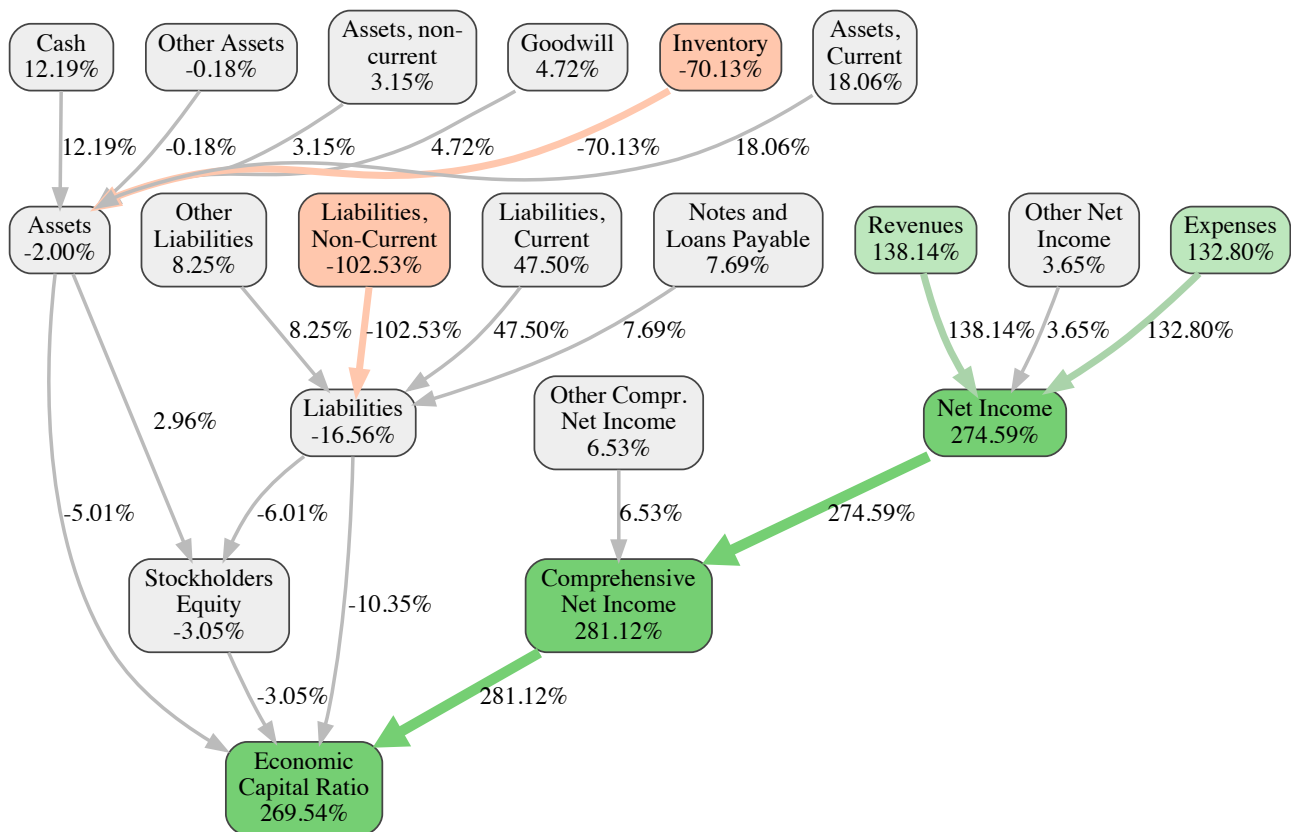 Cash
12.19%
Other Assets
-0.18%
Assets, non-
current
3.15%
Goodwill
4.72%
Inventory
-70.13%
Assets,
Current
18.06%
12.19%
-0.18%
3.15%
4.72%
-70.13%
18.06%
Assets
-2.00%
Other
Liabilities
8.25%
Liabilities,
Non-Current
-102.53%
Liabilities,
Current
47.50%
Notes and
Loans Payable
7.69%
Revenues
138.14%
Other Net
Income
3.65%
Expenses
132.80%
8.25%
-102.53%
47.50%
7.69%
138.14%
3.65%
132.80%
Liabilities
-16.56%
Other Compr.
Net Income
6.53%
Net Income
274.59%
2.96%
-5.01%
-6.01%
6.53%
274.59%
Stockholders
Equity
-3.05%
-10.35%
Comprehensive
Net Income
281.12%
-3.05%
281.12%
Economic
Capital Ratio
269.54%